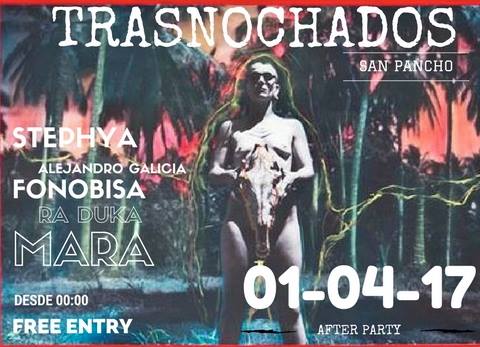 TRASNOCHADOS
SAN PANCHO
STEPHYA
ALEJANDRO GALICIA
FONOBISA
RA DUKA
MARA
01-04-17
DESDE 00:00
FREE ENTRY
AFTER PARTY